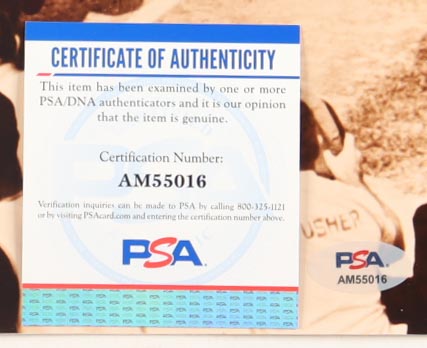 CERTIFICATE OF AUTHENTICITY
This item has been examined by one or more
PSA/DNA authenticators and it is our opinion
that the item is genuine.
Certification Number:
AM55016
Verification inquiries can be made to PSA by calling 800-325-1121
or by visiting PSAcard.com and entering the certification number above.
PSA
USHER
PSA
AM55016